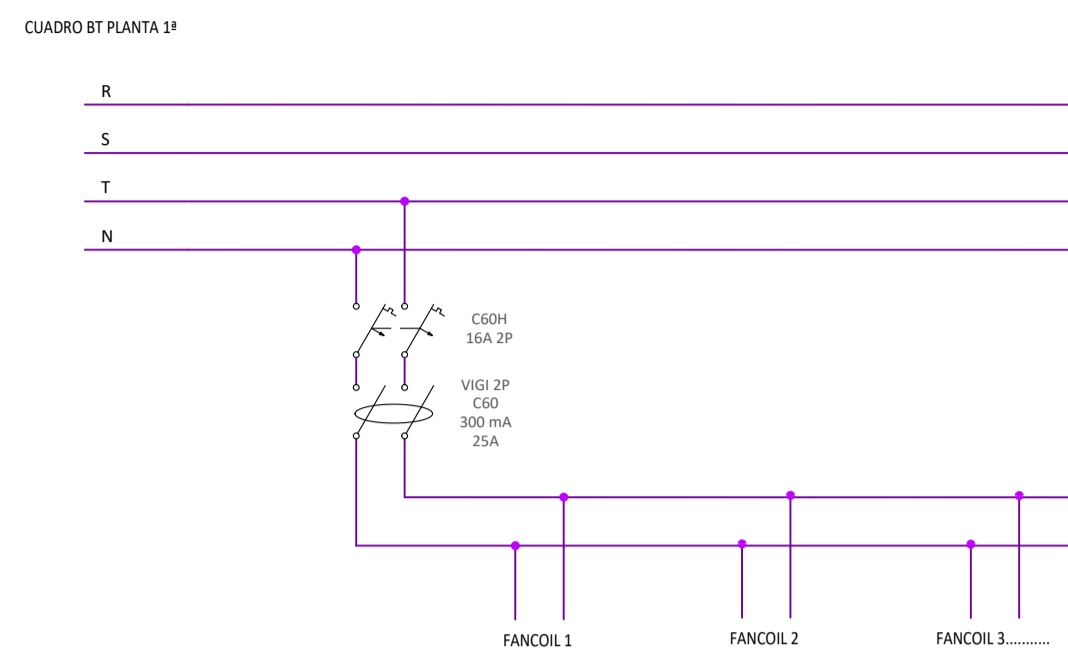 CUADRO BT PLANTA 1ª
R
S
T
N
C60H
16A 2P
VIGI 2P
C60
300 mA
25A
FANCOIL 1
FANCOIL 2
FANCOIL 3...........